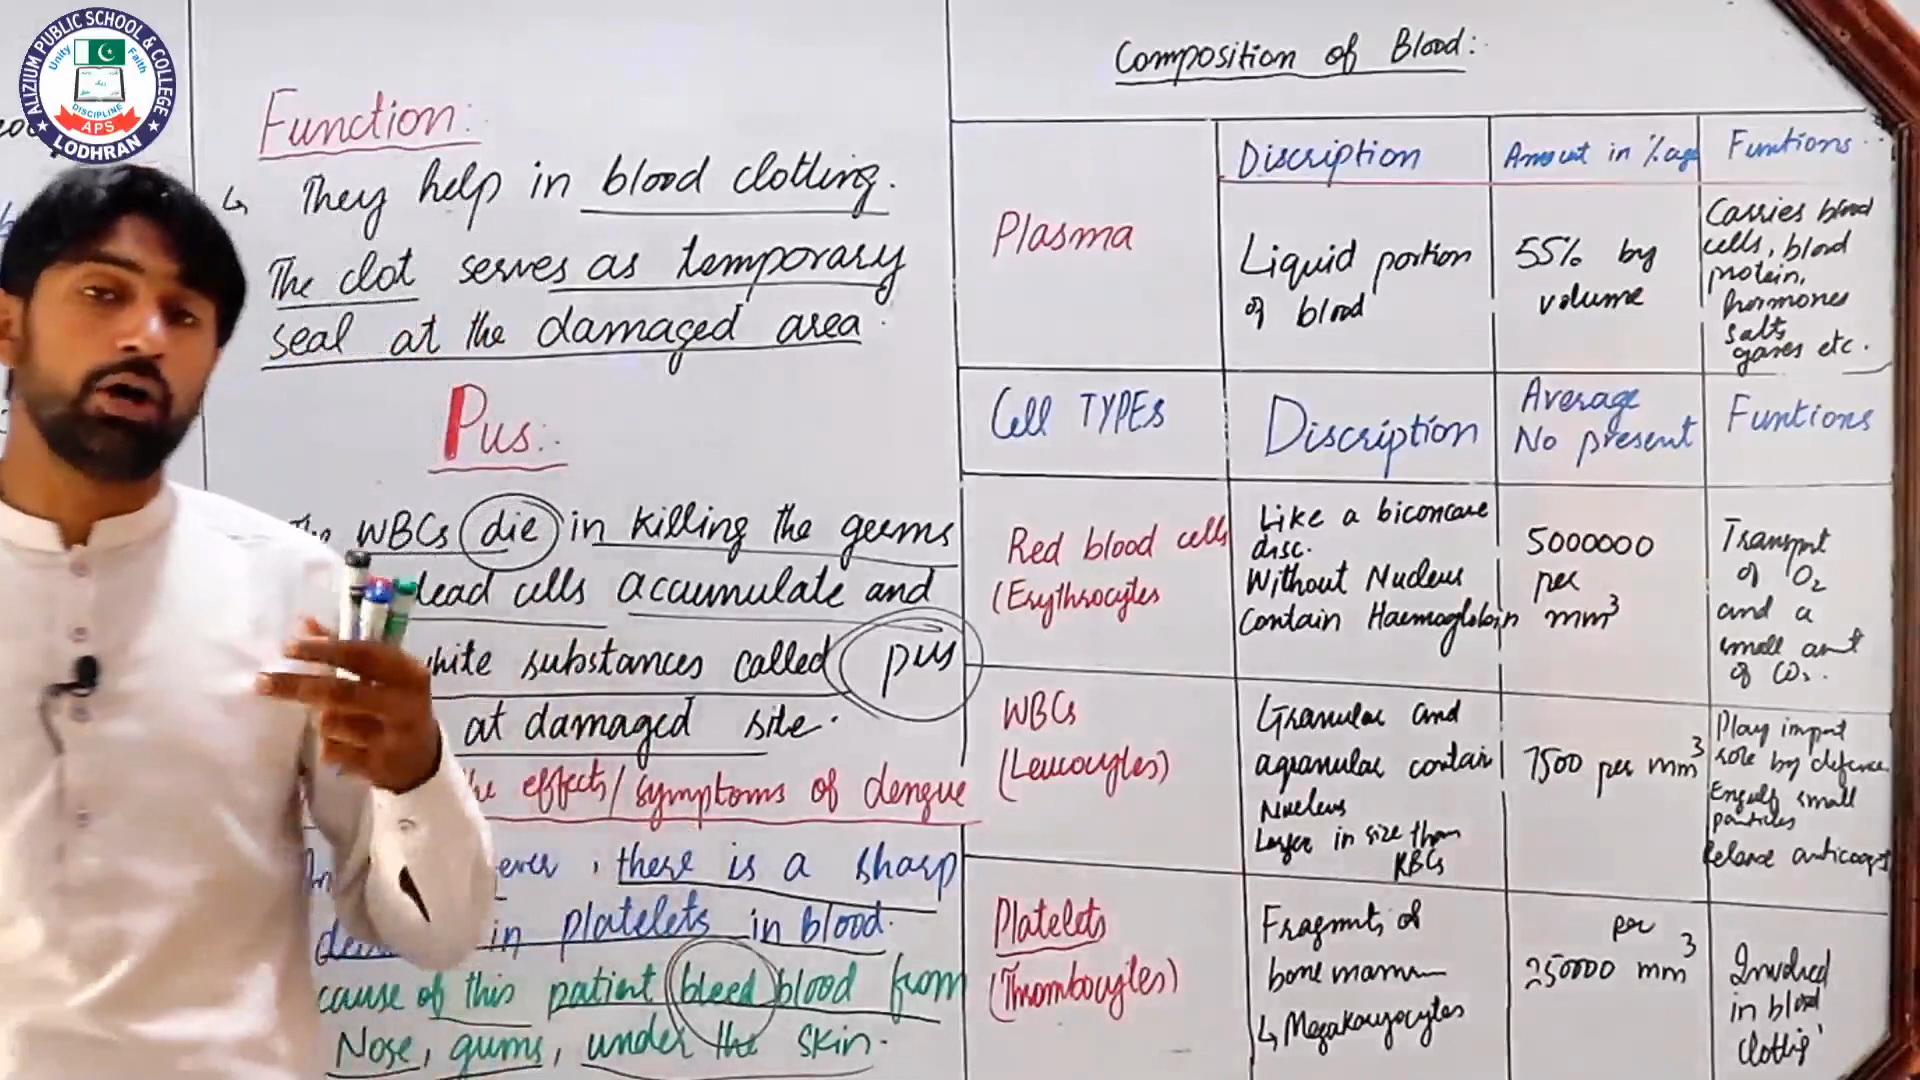 ALIZIUM PUBLIC SCHOOL & COLLEGE
Unity
Faith
DISCIPLINE
APS
LODHRAN
Function:
↳ They help in blood clotting.
The clot serves as temporary
seal at the damaged area.
Pus:
WBCs die in killing the germs
dead cells accumulate and
white substances called pus
at damaged site.
the effects/symptoms of dengue
there is a sharp
in platelets in blood.
cause of this patient bleed blood from
Nose, gums, under the skin.
Composition of Blood:
Discription
Amount in %age
Funtions
Plasma
Liquid portion
of blood
55% by
volume
Carries blood
cells, blood
protein,
hormones
salts
gases etc.
Cell TYPES
Discription
Average
No present
Funtions
Red blood cells
(Erythrocytes
Like a biconcave
disc.
Without Nucleus
Contain Haemoglobin
5000000
per
mm³
Transport
of O₂
and a
small amt
of CO₂.
WBCs
(Leucocytes)
Granular and
agranular contain
Nucleus
Larger in size than
RBCs
7500 per mm³
Play import
role by defence
Engulf small
particles
Platelets
(Thrombocytes)
of
bone
↳ Megakaryocytes
per
250000 mm³
Involved
in blood